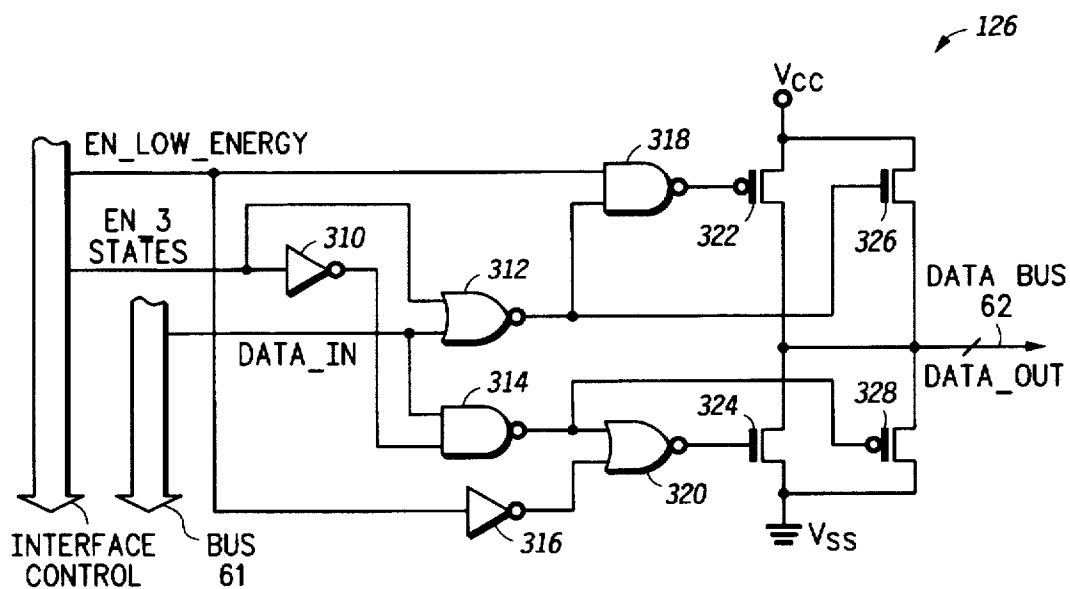 126
VCC
EN_LOW_ENERGY
318
EN_3
STATES
310
322
326
312
DATA BUS
62
DATA_IN
DATA_OUT
314
324
328
320
316
VSS
INTERFACE
CONTROL
BUS
61